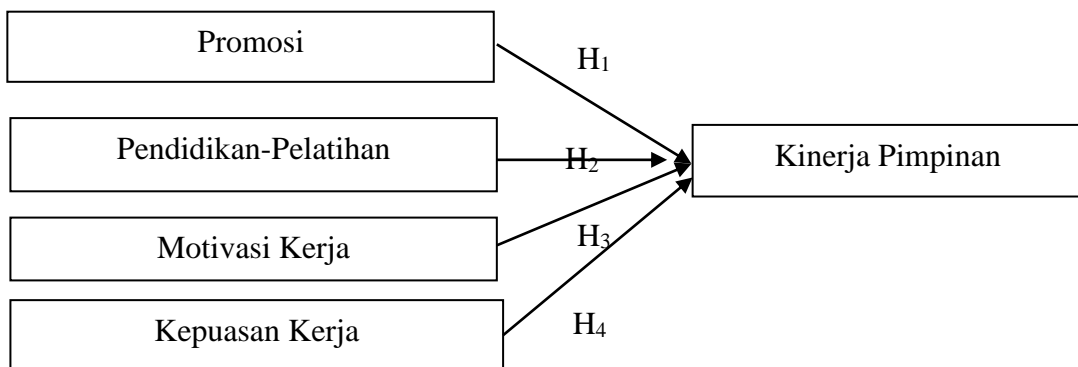 Promosi
H₁
Pendidikan-Pelatihan
H₂
Kinerja Pimpinan
Motivasi Kerja
H₃
Kepuasan Kerja
H₄